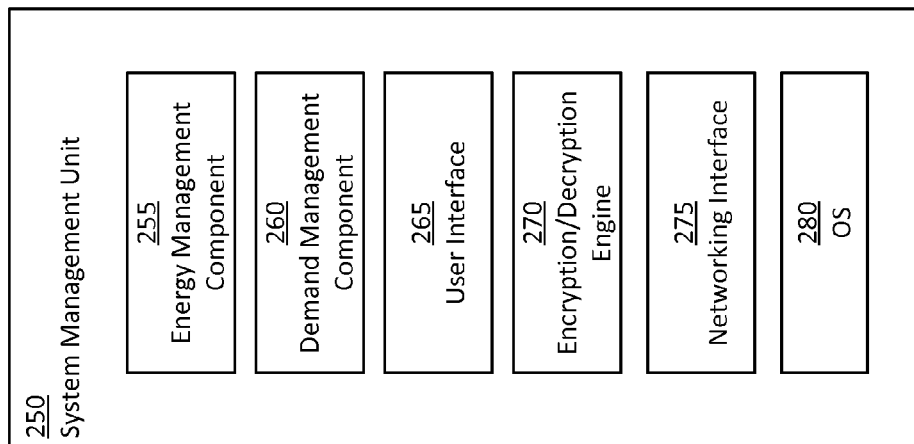 250
System Management Unit
255
Energy Management
Component
260
Demand Management
Component
265
User Interface
270
Encryption/Decryption
Engine
275
Networking Interface
280
OS